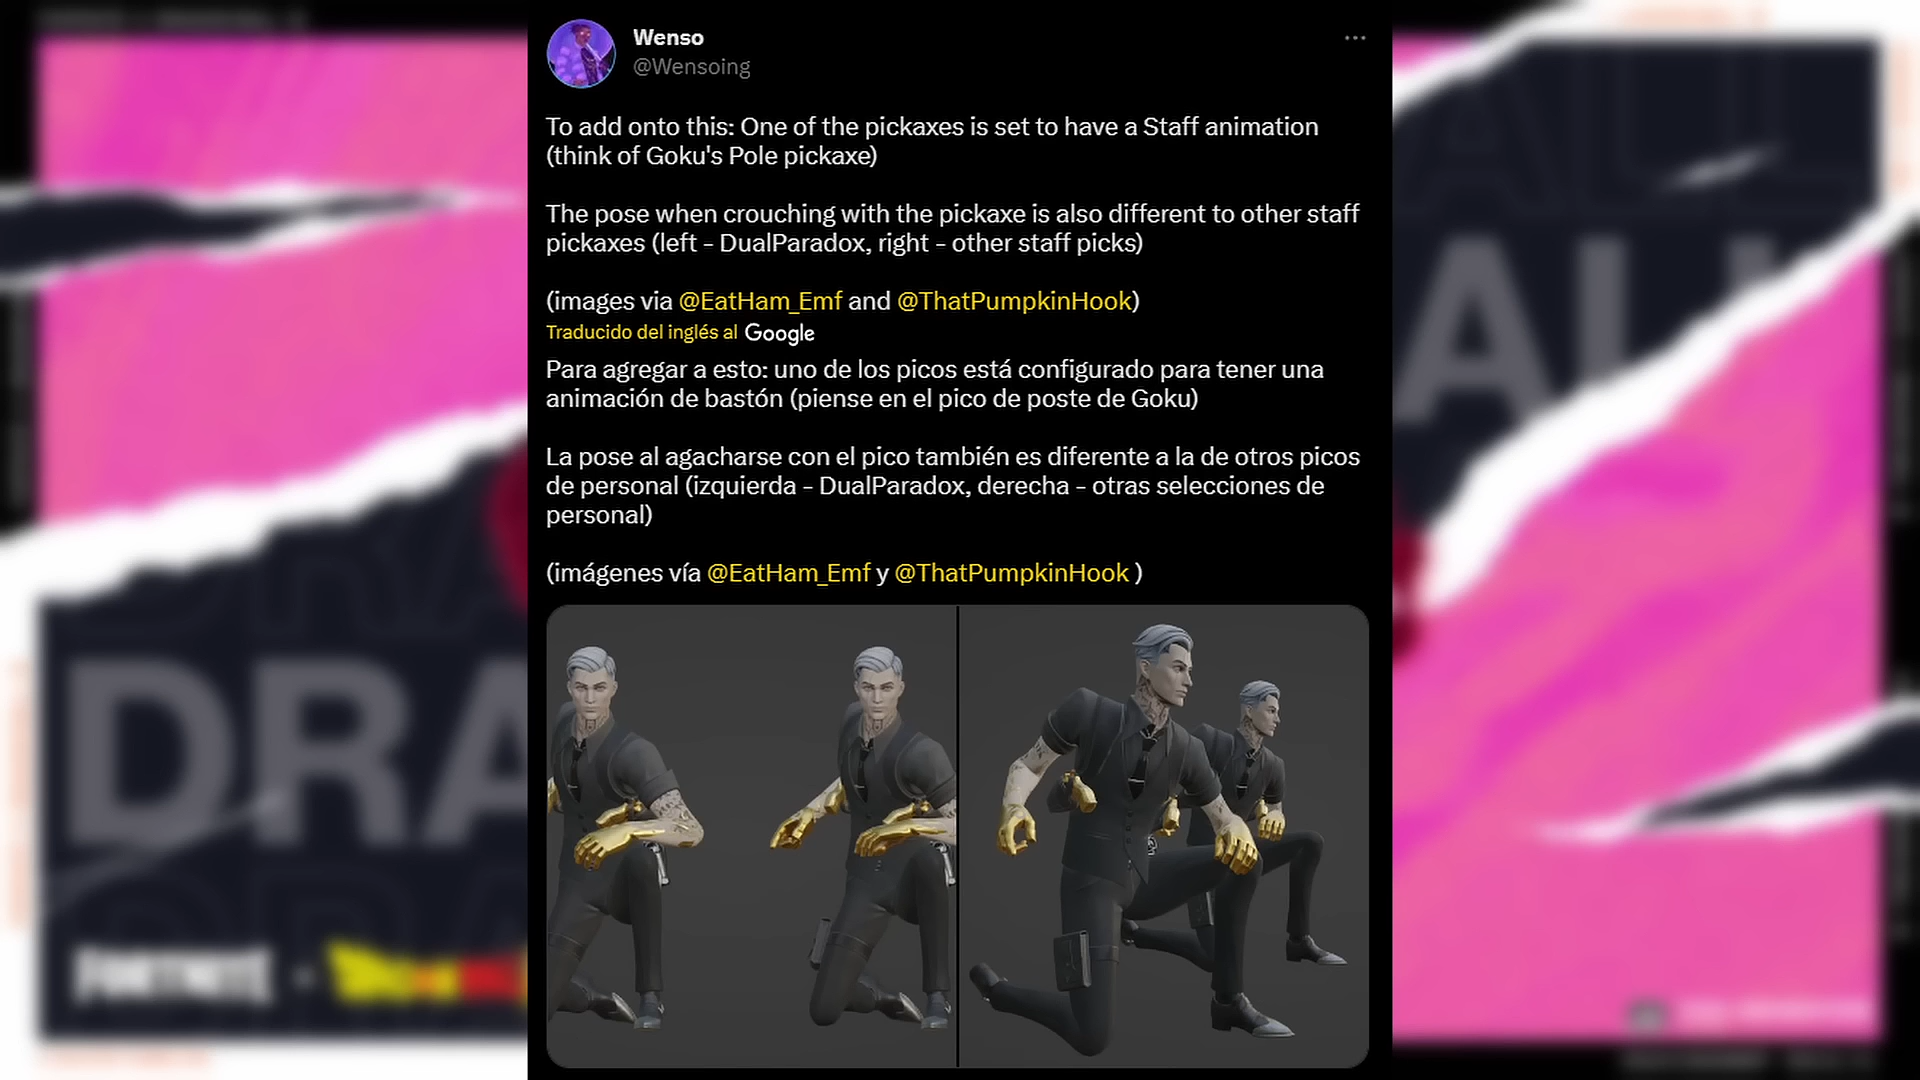 Wenso
@Wensoing
To add onto this: One of the pickaxes is set to have a Staff animation
(think of Goku's Pole pickaxe)
The pose when crouching with the pickaxe is also different to other staff
pickaxes (left - DualParadox, right - other staff picks)
(images via @EatHam_Emf and @ThatPumpkinHook)
Traducido del inglés al Google
Para agregar a esto: uno de los picos está configurado para tener una
animación de bastón (piense en el pico de poste de Goku)
La pose al agacharse con el pico también es diferente a la de otros picos
de personal (izquierda - DualParadox, derecha - otras selecciones de
personal)
(imágenes vía @EatHam_Emf y @ThatPumpkinHook )
DRA
FORTNITE